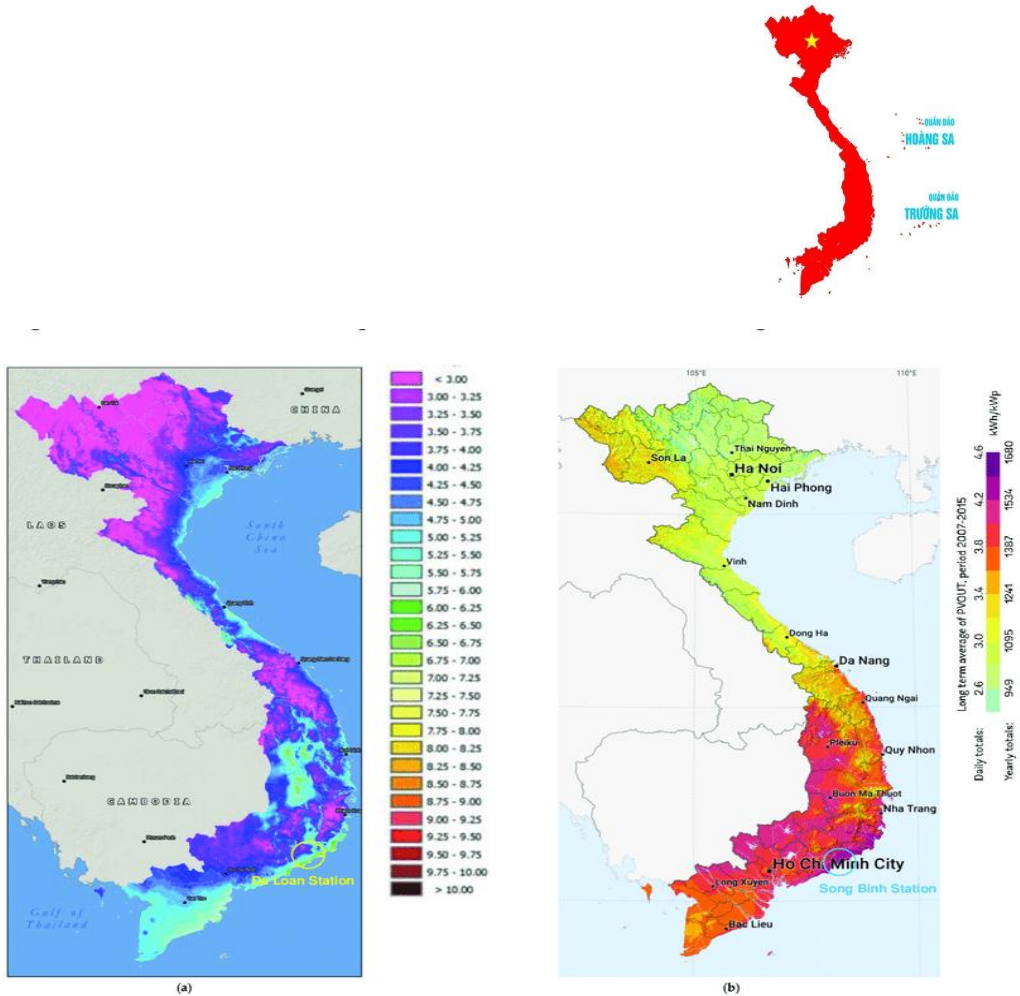 QUẦN ĐẢO
HOÀNG SA
QUẦN ĐẢO
TRƯỜNG SA
CHINA
LAOS
South
China
Sea
THAILAND
CAMBODIA
Da Loan Station
Gulf of
Thailand
< 3.00
3.00 - 3.25
3.25 - 3.50
3.50 - 3.75
3.75 - 4.00
4.00 - 4.25
4.25 - 4.50
4.50 - 4.75
4.75 - 5.00
5.00 - 5.25
5.25 - 5.50
5.50 - 5.75
5.75 - 6.00
6.00 - 6.25
6.25 - 6.50
6.50 - 6.75
6.75 - 7.00
7.00 - 7.25
7.25 - 7.50
7.50 - 7.75
7.75 - 8.00
8.00 - 8.25
8.25 - 8.50
8.50 - 8.75
8.75 - 9.00
9.00 - 9.25
9.25 - 9.50
9.50 - 9.75
9.75 - 10.00
> 10.00
(a)
105°E
110°E
Thai Nguyen
Son La
Ha Noi
Hai Phong
Nam Dinh
Vinh
Dong Ha
Da Nang
Quang Ngai
Pleixu
Quy Nhon
Buon Ma Thuot
Nha Trang
Ho Chi Minh City
Long Xuyen
Song Binh Station
Bac Lieu
Long term average of PVOUT, period 2007-2015
Daily totals: 2.6 3.0 3.4 3.8 4.2 4.6
Yearly totals: 949 1095 1241 1387 1534 1680 kWh/kWp
(b)